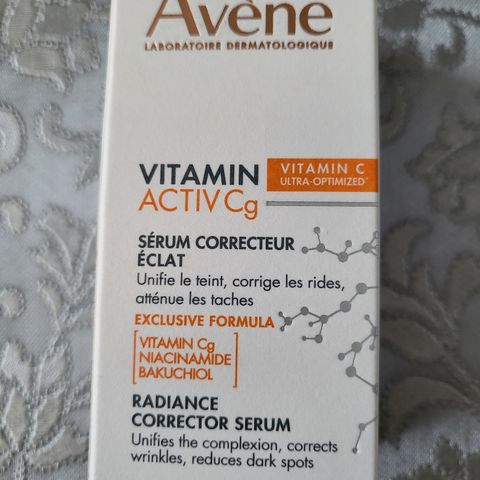 Avène
LABORATOIRE DERMATOLOGIQUE
VITAMIN
ACTIV Cg
VITAMIN C
ULTRA-OPTIMIZED*
SÉRUM CORRECTEUR
ÉCLAT
Unifie le teint, corrige les rides,
atténue les taches
EXCLUSIVE FORMULA
VITAMIN Cg
NIACINAMIDE
BAKUCHIOL
RADIANCE
CORRECTOR SERUM
Unifies the complexion, corrects
wrinkles, reduces dark spots